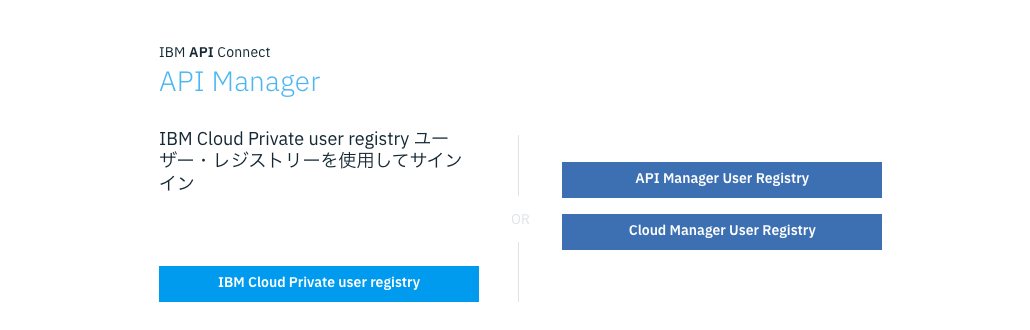 IBM API Connect
API Manager
IBM Cloud Private user registry ユー
ザー・レジストリーを使用してサイン
イン
IBM Cloud Private user registry
OR
API Manager User Registry
Cloud Manager User Registry